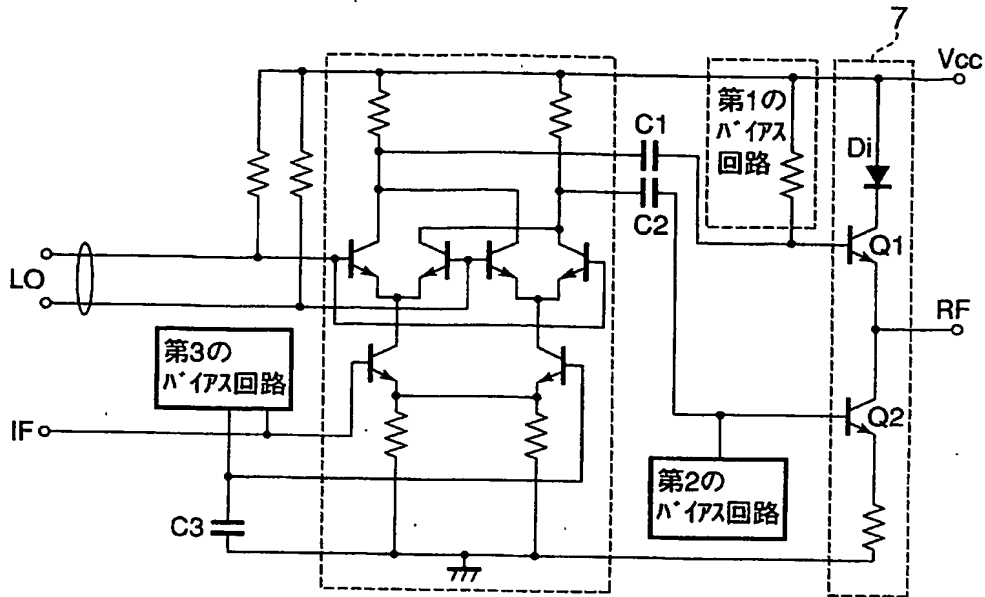 7
Vcc
第1の
バイアス
回路
C1
C2
Di
Q1
LO
RF
第3の
バイアス回路
IF
Q2
第2の
バイアス回路
C3